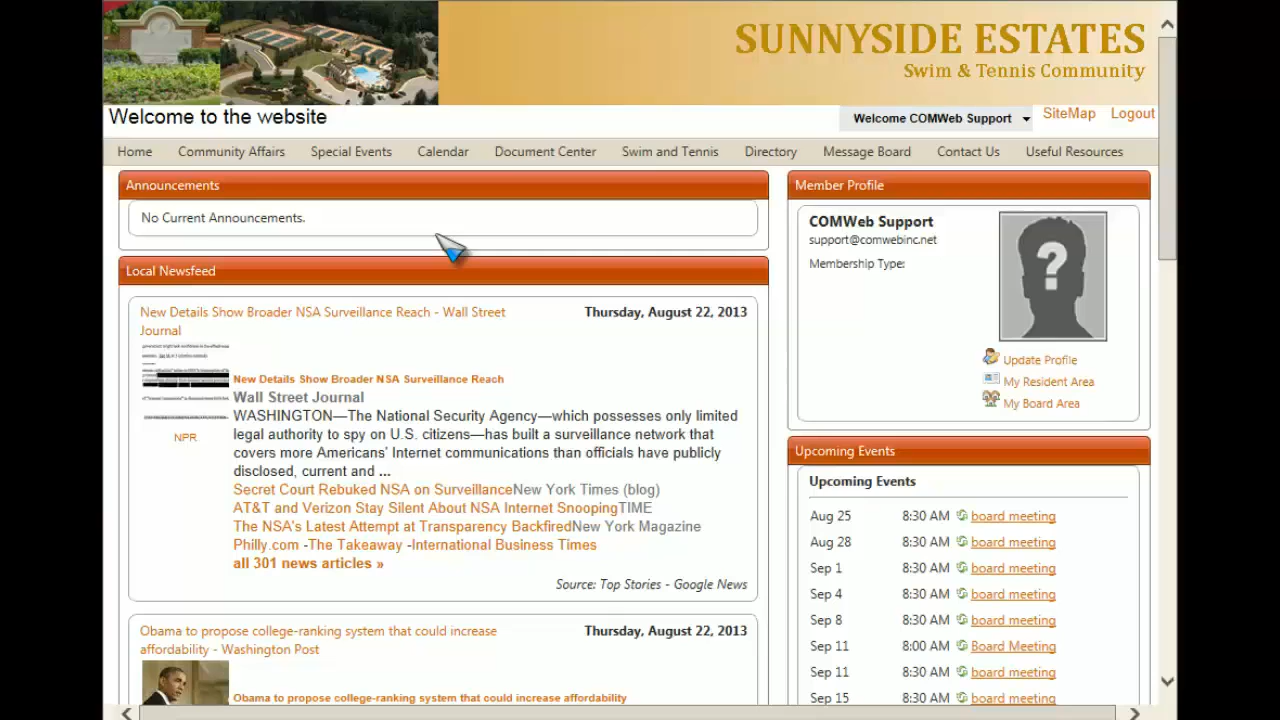 SUNNYSIDE ESTATES
Swim & Tennis Community
Welcome to the website
Welcome COMWeb Support
SiteMap
Logout
Home Community Affairs Special Events Calendar Document Center Swim and Tennis Directory Message Board Contact Us Useful Resources
Announcements
No Current Announcements.
Local Newsfeed
New Details Show Broader NSA Surveillance Reach - Wall Street
Journal
Thursday, August 22, 2013
NPR
New Details Show Broader NSA Surveillance Reach
Wall Street Journal
WASHINGTON—The National Security Agency—which possesses only limited
legal authority to spy on U.S. citizens—has built a surveillance network that
covers more Americans' Internet communications than officials have publicly
disclosed, current and ...
Secret Court Rebuked NSA on SurveillanceNew York Times (blog)
AT&T and Verizon Stay Silent About NSA Internet SnoopingTIME
The NSA's Latest Attempt at Transparency BackfiredNew York Magazine
Philly.com -The Takeaway -International Business Times
all 301 news articles »
Source: Top Stories - Google News
Obama to propose college-ranking system that could increase
affordability - Washington Post
Thursday, August 22, 2013
Obama to propose college-ranking system that could increase affordability
Member Profile
COMWeb Support
support@comwebinc.net
Membership Type:
?
Update Profile
My Resident Area
My Board Area
Upcoming Events
Upcoming Events
Aug 25 8:30 AM board meeting
Aug 28 8:30 AM board meeting
Sep 1 8:30 AM board meeting
Sep 4 8:30 AM board meeting
Sep 8 8:30 AM board meeting
Sep 11 8:00 AM Board Meeting
Sep 11 8:30 AM board meeting
Sep 15 8:30 AM board meeting